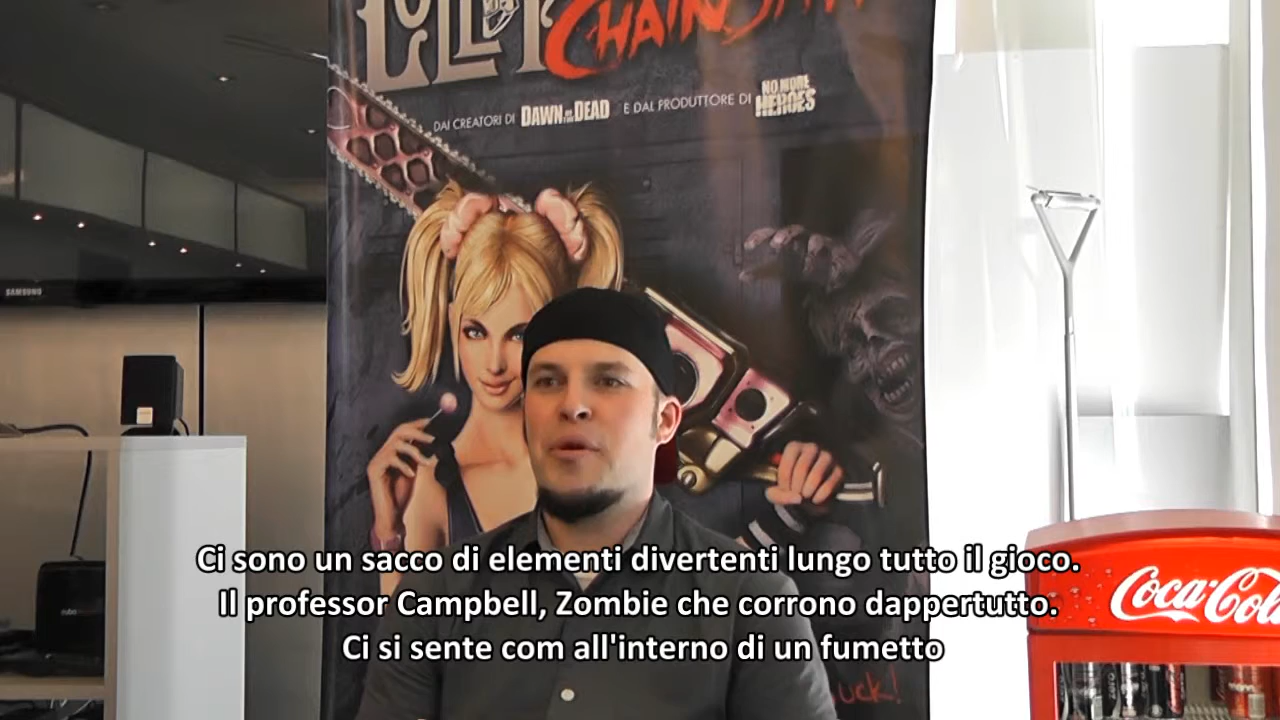 LOLLIPOP
CHAINSAW
DAI CREATORI DI DAWN OF THE DEAD E DAL PRODUTTORE DI NO MORE HEROES
SAMSUNG
Ci sono un sacco di elementi divertenti lungo tutto il gioco.
Il professor Campbell, Zombie che corrono dappertutto.
Ci si sente com all'interno di un fumetto
Coca-Col
uck!